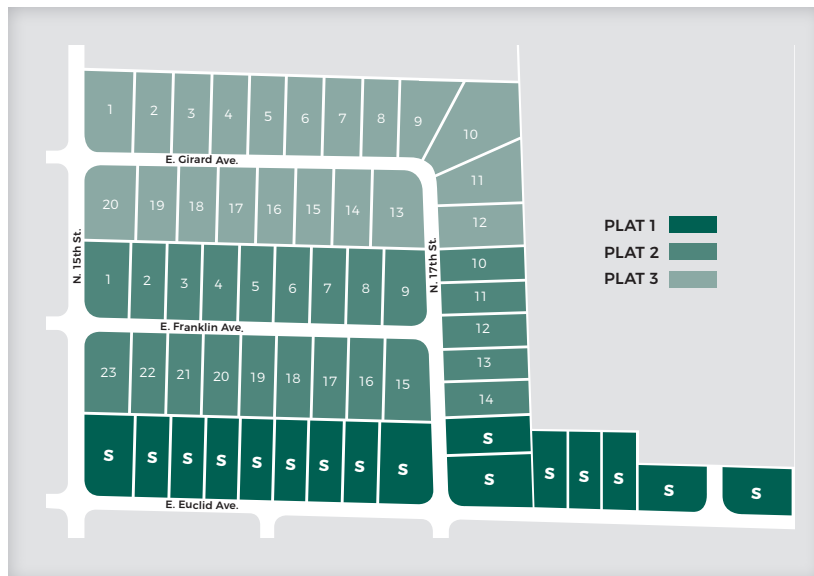 1 2 3 4 5 6 7 8 9 10
E. Girard Ave.
11
20 19 18 17 16 15 14 13 12
N. 15th St.
N. 17th St.
PLAT 1
PLAT 2
PLAT 3
1 2 3 4 5 6 7 8 9 10
11
E. Franklin Ave.
12
13
23 22 21 20 19 18 17 16 15 14
S S S S S S S S S S
S S S S S S
E. Euclid Ave.